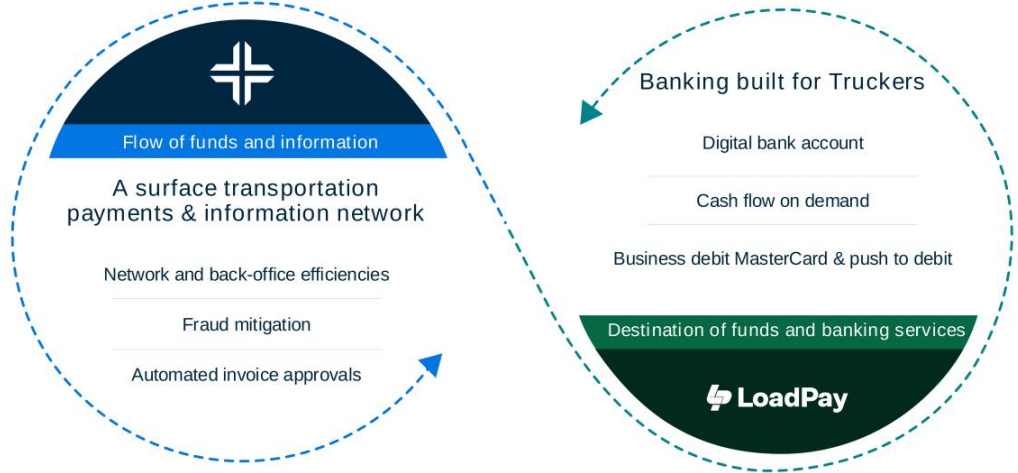 Flow of funds and information
A surface transportation
payments & information network
Network and back-office efficiencies
Fraud mitigation
Automated invoice approvals
Banking built for Truckers
Digital bank account
Cash flow on demand
Business debit MasterCard & push to debit
Destination of funds and banking services
LoadPay